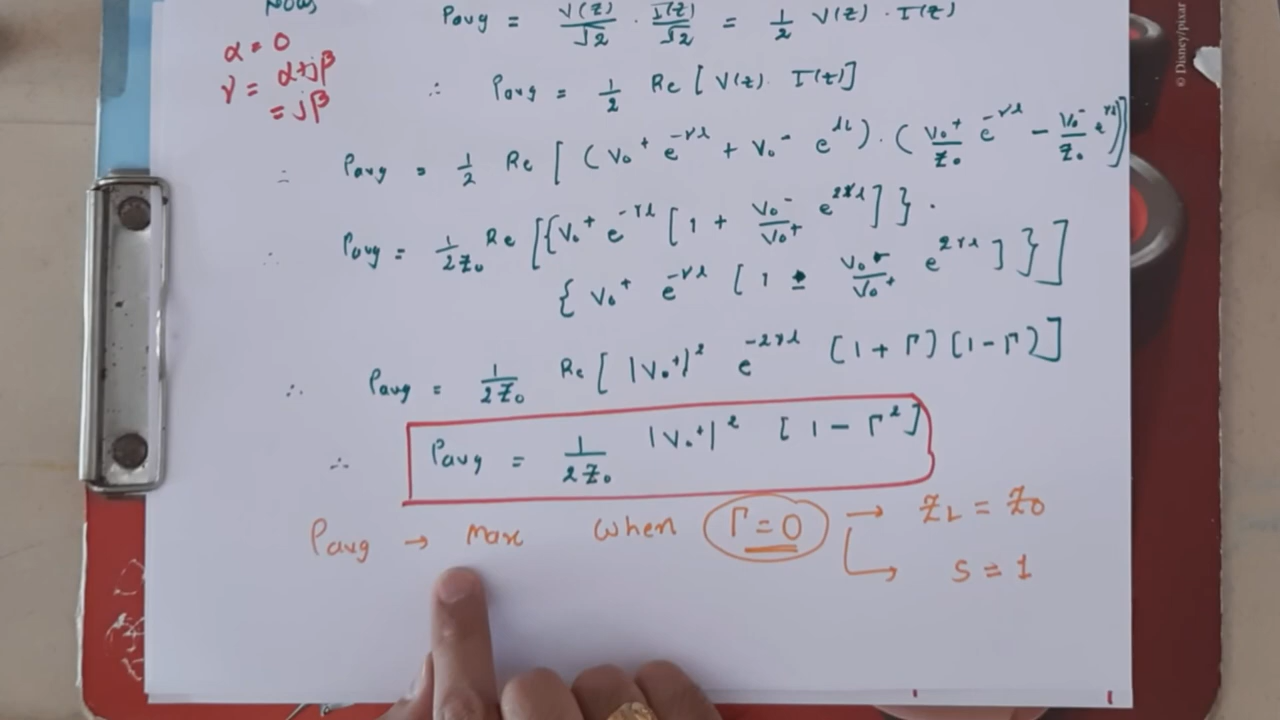 Now
Pavg = V(z)/√2 · I(z)/√2 = 1/2 V(z) · I(z)
α = 0
γ = α+jβ
= jβ
∴ Pavg = 1/2 Re [ V(z) · I(z)]
© Disney/pixar
∴ Pavg = 1/2 Re [ (V₀⁺ e^-γl + V₀⁻ e^γl) · ( V₀⁺/Z₀ e^-γl − V₀⁻/Z₀ e^γl)]
∴ Pavg = 1/2Z₀ Re [{V₀⁺ e^-γl [ 1 + V₀⁻/V₀⁺ e^2γl ] } ·
{ V₀⁺ e^-γl [ 1 - V₀⁻/V₀⁺ e^2γl ] } ]
∴ Pavg = 1/2Z₀ Re [ |V₀⁺|² e^-2γl (1 + Γ) (1 − Γ) ]
∴ Pavg = 1/2Z₀ |V₀⁺|² [ 1 − Γ² ]
Pavg → Max when Γ = 0 → ZL = Z0
→ S = 1